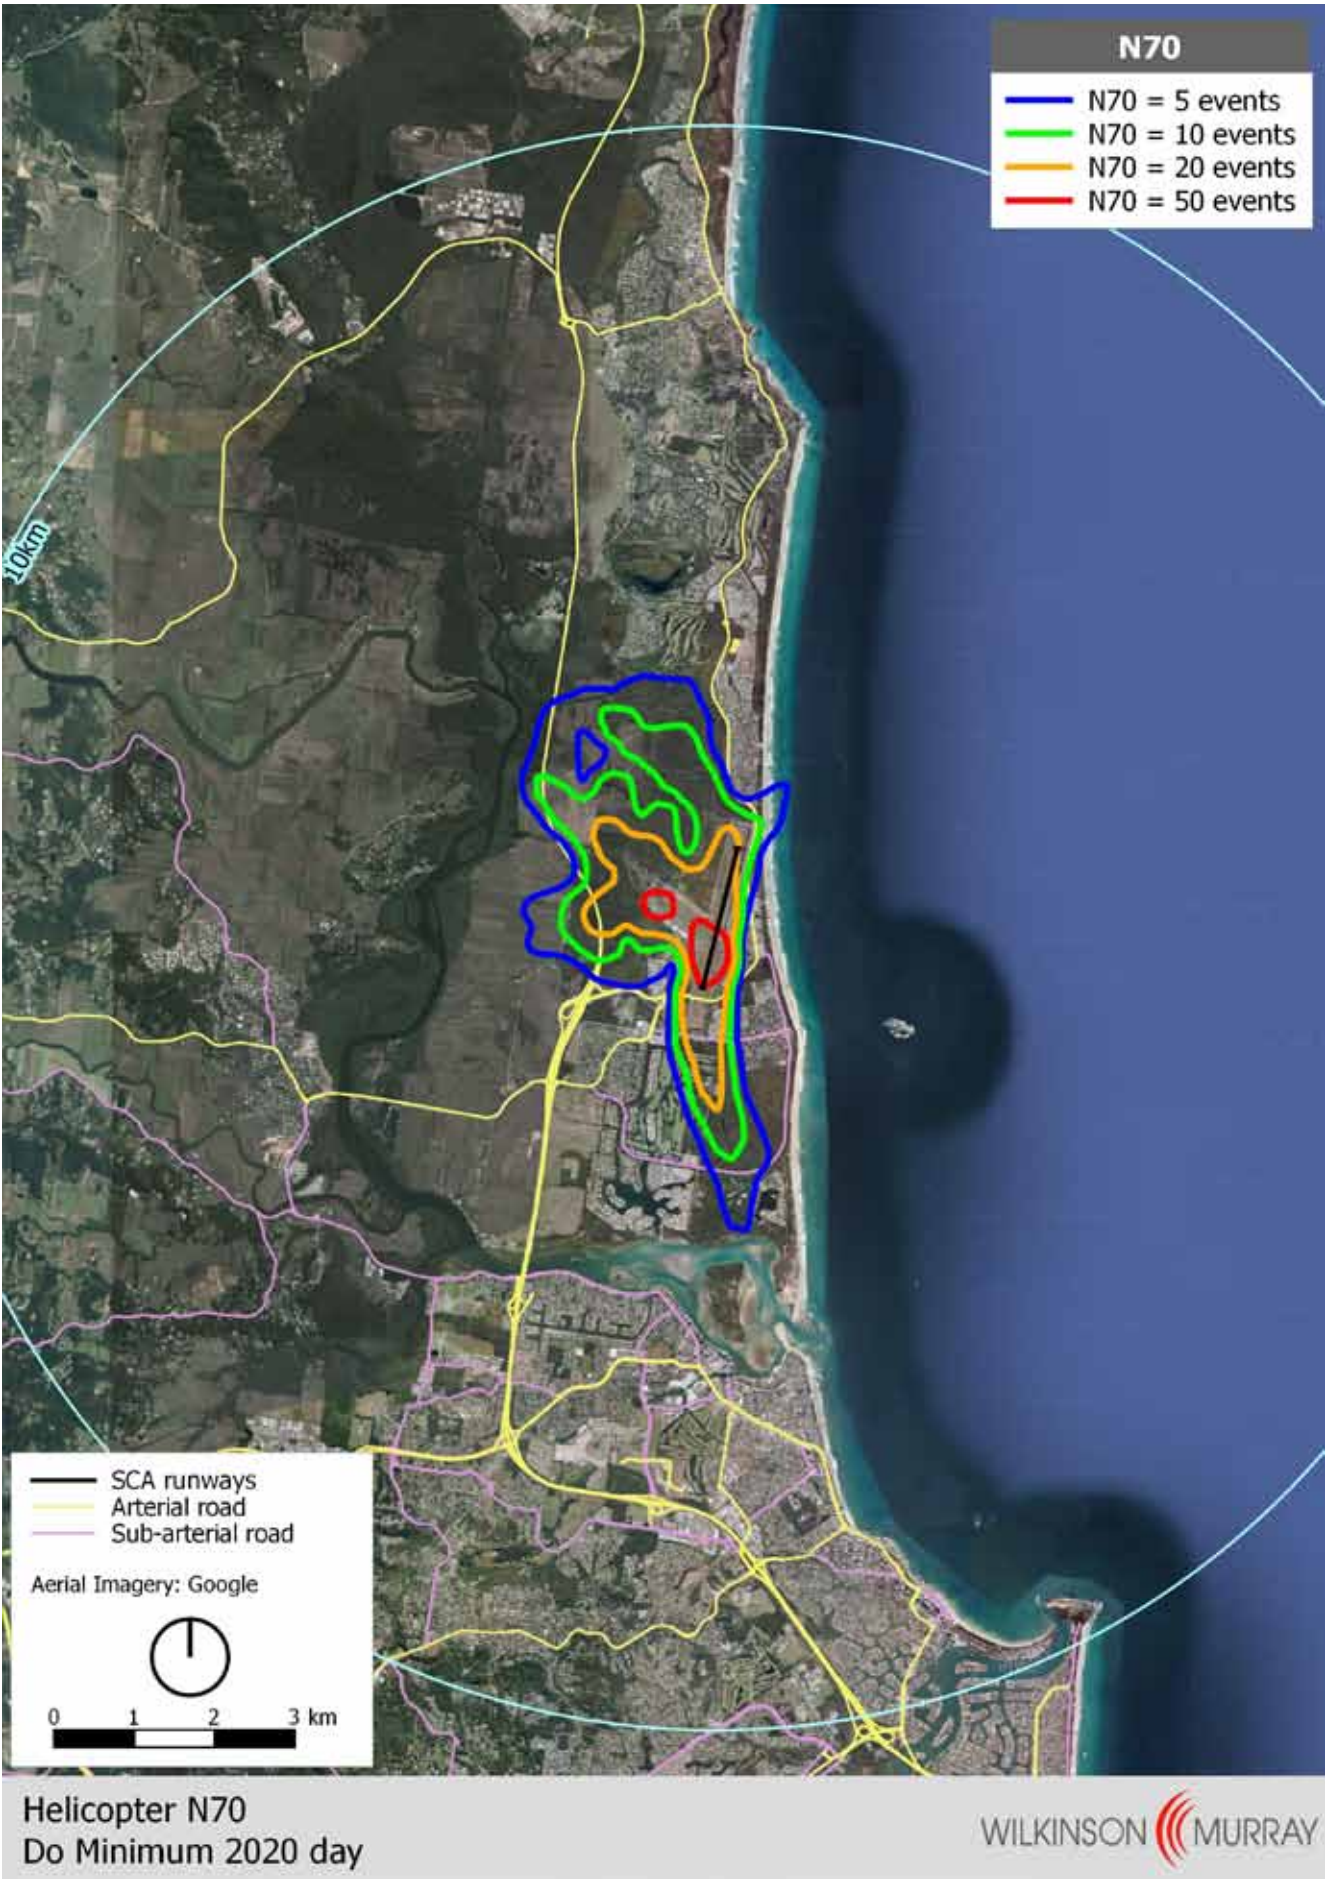 N70
N70 = 5 events
N70 = 10 events
N70 = 20 events
N70 = 50 events
10km
SCA runways
Arterial road
Sub-arterial road
Aerial Imagery: Google
0 1 2 3 km
Helicopter N70
Do Minimum 2020 day
WILKINSON MURRAY